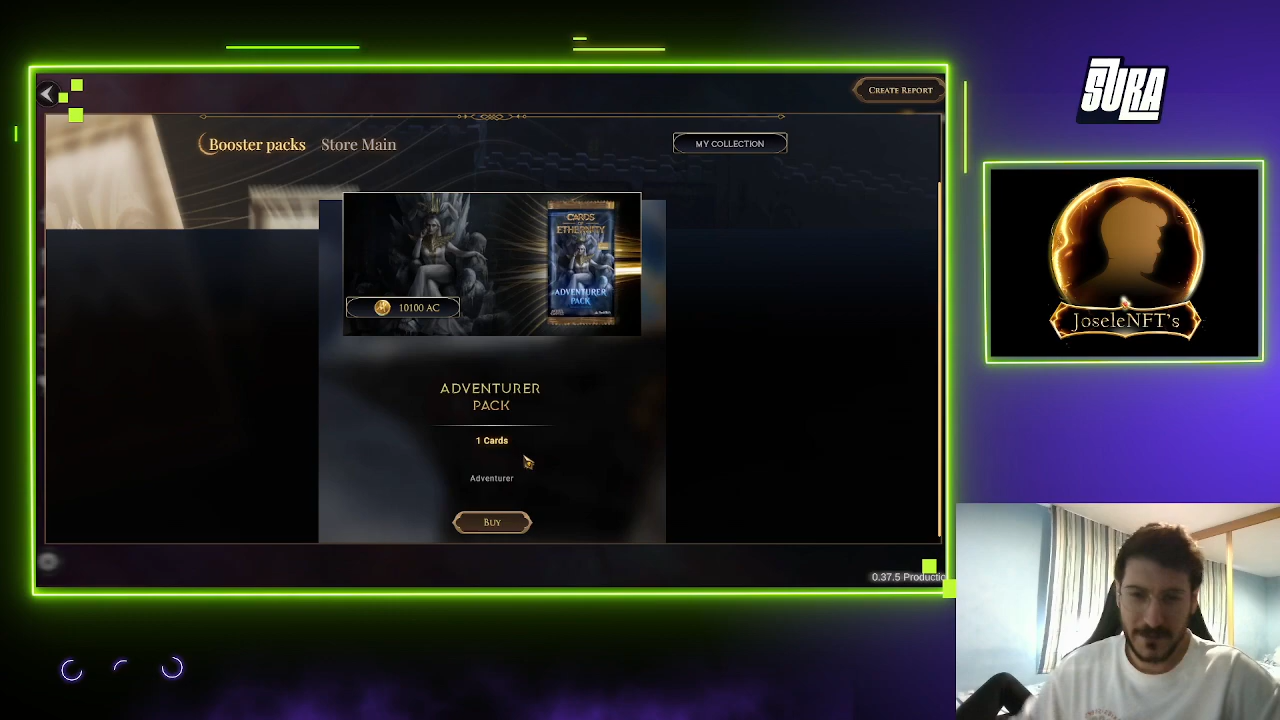 SURA
CREATE REPORT
Booster packs Store Main
MY COLLECTION
CARDS
OF
ETHERNITY
ADVENTURER
PACK
10100 AC
JoseleNFT's
ADVENTURER
PACK
1 Cards
Adventurer
BUY
0.37.5 Productio